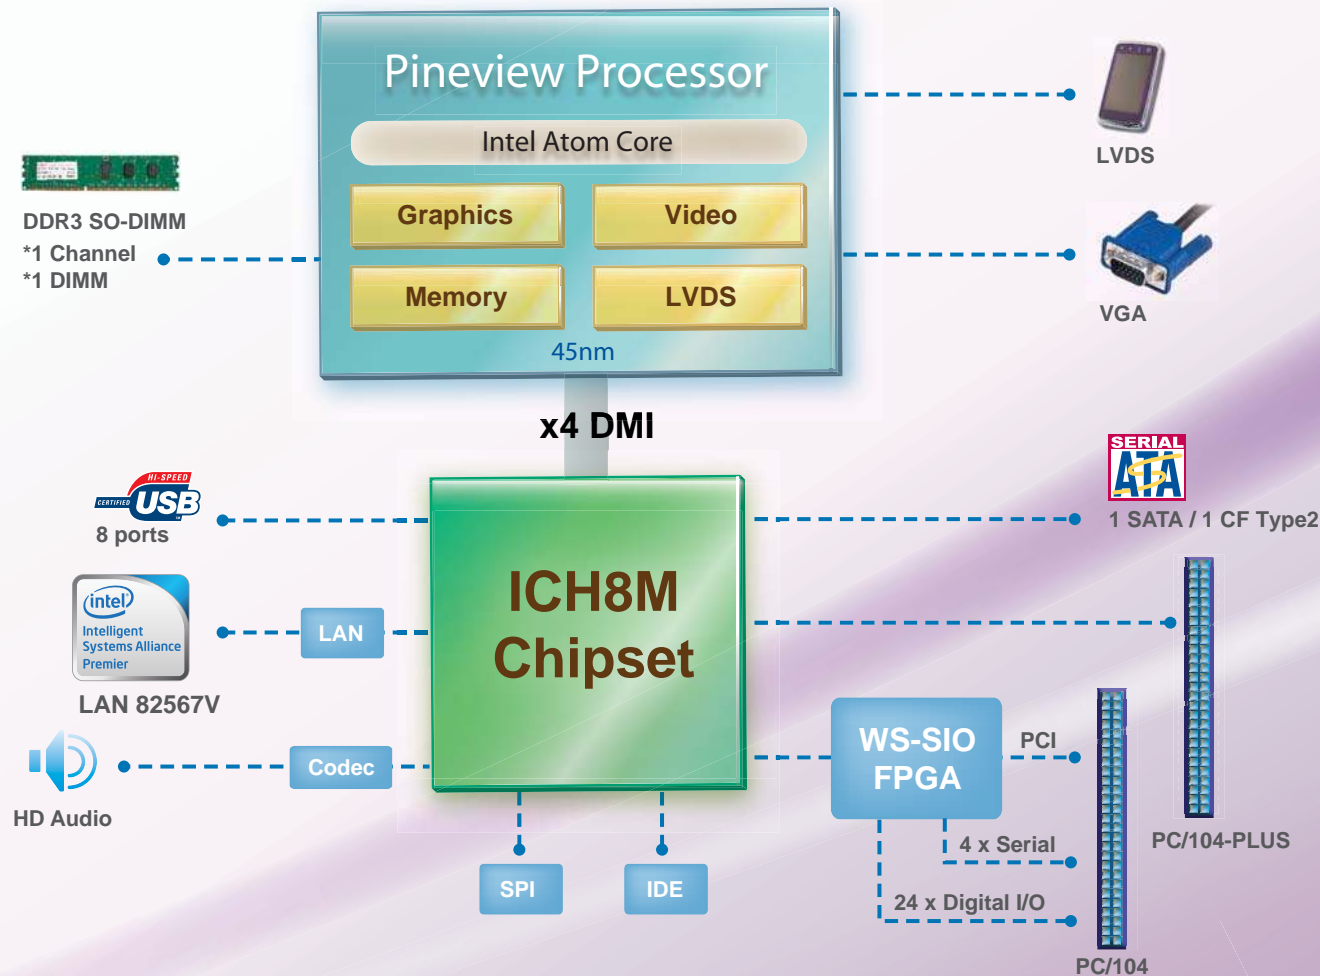 Pineview Processor
Intel Atom Core
Graphics
Video
Memory
LVDS
45nm
LVDS
VGA
DDR3 SO-DIMM
*1 Channel
*1 DIMM
x4 DMI
HI-SPEED
CERTIFIED USB
8 ports
SERIAL
ATA
1 SATA / 1 CF Type2
ICH8M
Chipset
intel
Intelligent
Systems Alliance
Premier
LAN
LAN 82567V
Codec
HD Audio
WS-SIO
FPGA
PCI
4 x Serial
24 x Digital I/O
PC/104-PLUS
SPI
IDE
PC/104